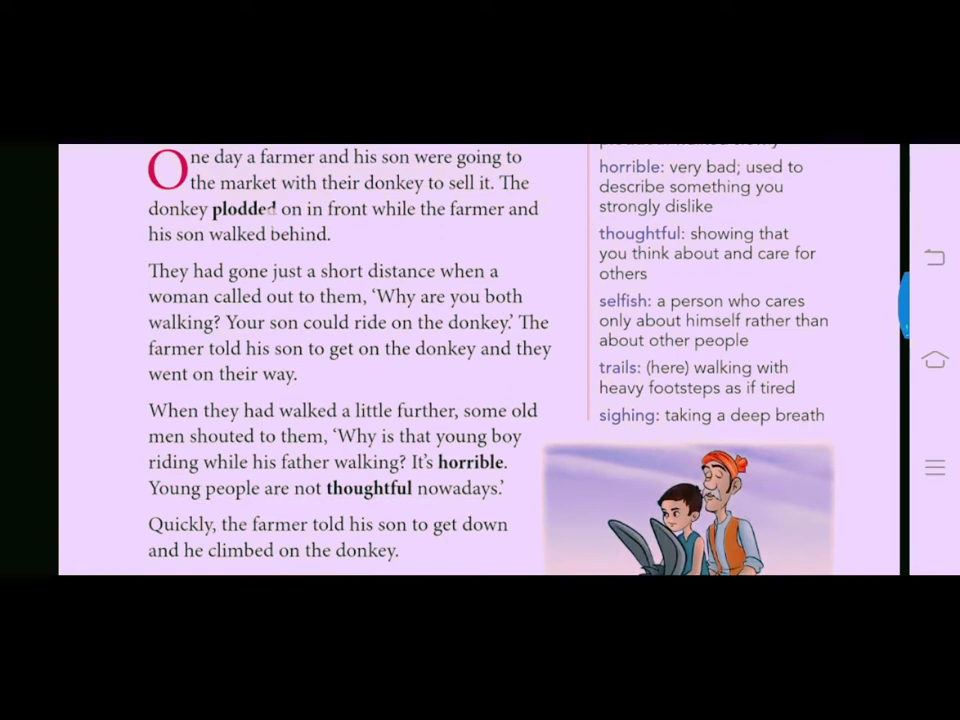 One day a farmer and his son were going to
the market with their donkey to sell it. The
donkey plodded on in front while the farmer and
his son walked behind.
They had gone just a short distance when a
woman called out to them, ‘Why are you both
walking? Your son could ride on the donkey.’ The
farmer told his son to get on the donkey and they
went on their way.
When they had walked a little further, some old
men shouted to them, ‘Why is that young boy
riding while his father walking? It’s horrible.
Young people are not thoughtful nowadays.’
Quickly, the farmer told his son to get down
and he climbed on the donkey.
horrible: very bad; used to
describe something you
strongly dislike
thoughtful: showing that
you think about and care for
others
selfish: a person who cares
only about himself rather than
about other people
trails: (here) walking with
heavy footsteps as if tired
sighing: taking a deep breath